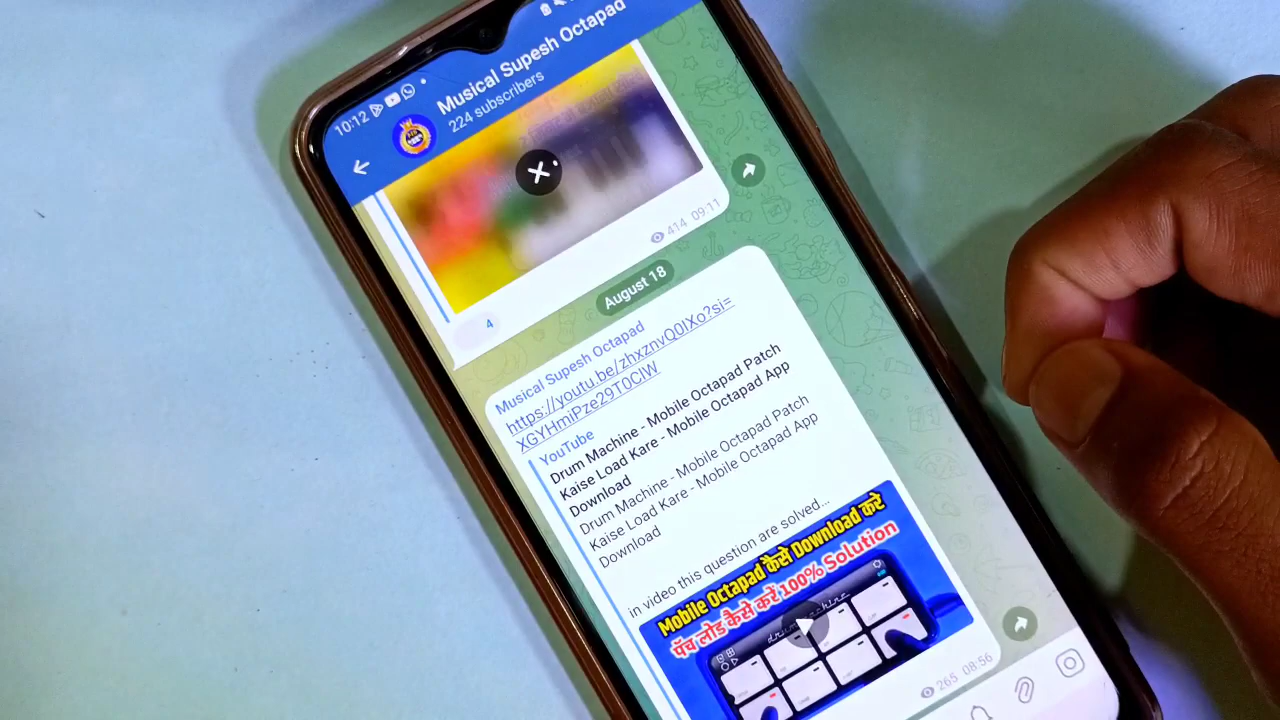 10:12
Musical Supesh Octapad
224 subscribers
414 09:11
4
August 18
Musical Supesh Octapad
https://youtu.be/zhxznvQ0IXo?si=
XGYHmiPze29T0CIW
YouTube
Drum Machine - Mobile Octapad Patch
Kaise Load Kare - Mobile Octapad App
Download
Drum Machine - Mobile Octapad Patch
Kaise Load Kare - Mobile Octapad App
Download
in video this question are solved...
Mobile Octapad कैसे Download करे
पॅच लोड कैसे करें 100% Solution
drum machine
265 08:56